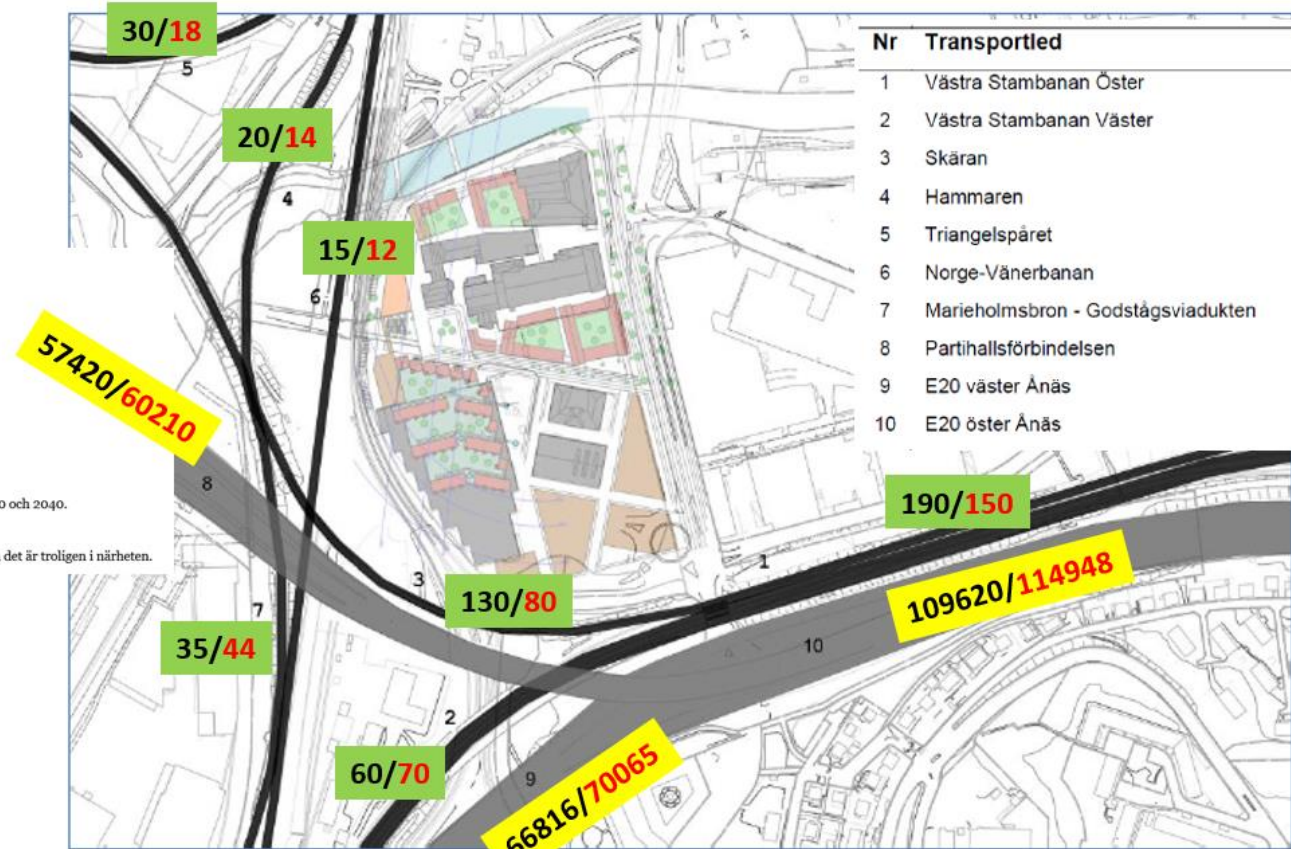 30/18
5
20/14
4
15/12
6
57420/60210
8
o och 2040.
det är troligen i närheten.
7
35/44
3
130/80
1
190/150
109620/114948
10
2
60/70
9
66816/70065
Nr Transportled
1 Västra Stambanan Öster
2 Västra Stambanan Väster
3 Skäran
4 Hammaren
5 Triangelspåret
6 Norge-Vänerbanan
7 Marieholmsbron - Godstågsviadukten
8 Partihallsförbindelsen
9 E20 väster Ånäs
10 E20 öster Ånäs